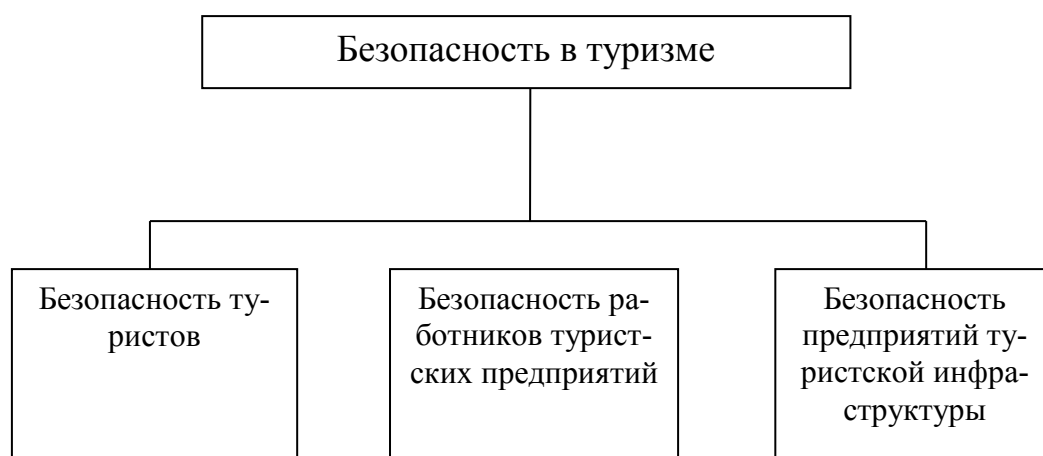 Безопасность в туризме
Безопасность ту-
ристов
Безопасность ра-
ботников турист-
ских предприятий
Безопасность
предприятий ту-
ристской инфра-
структуры